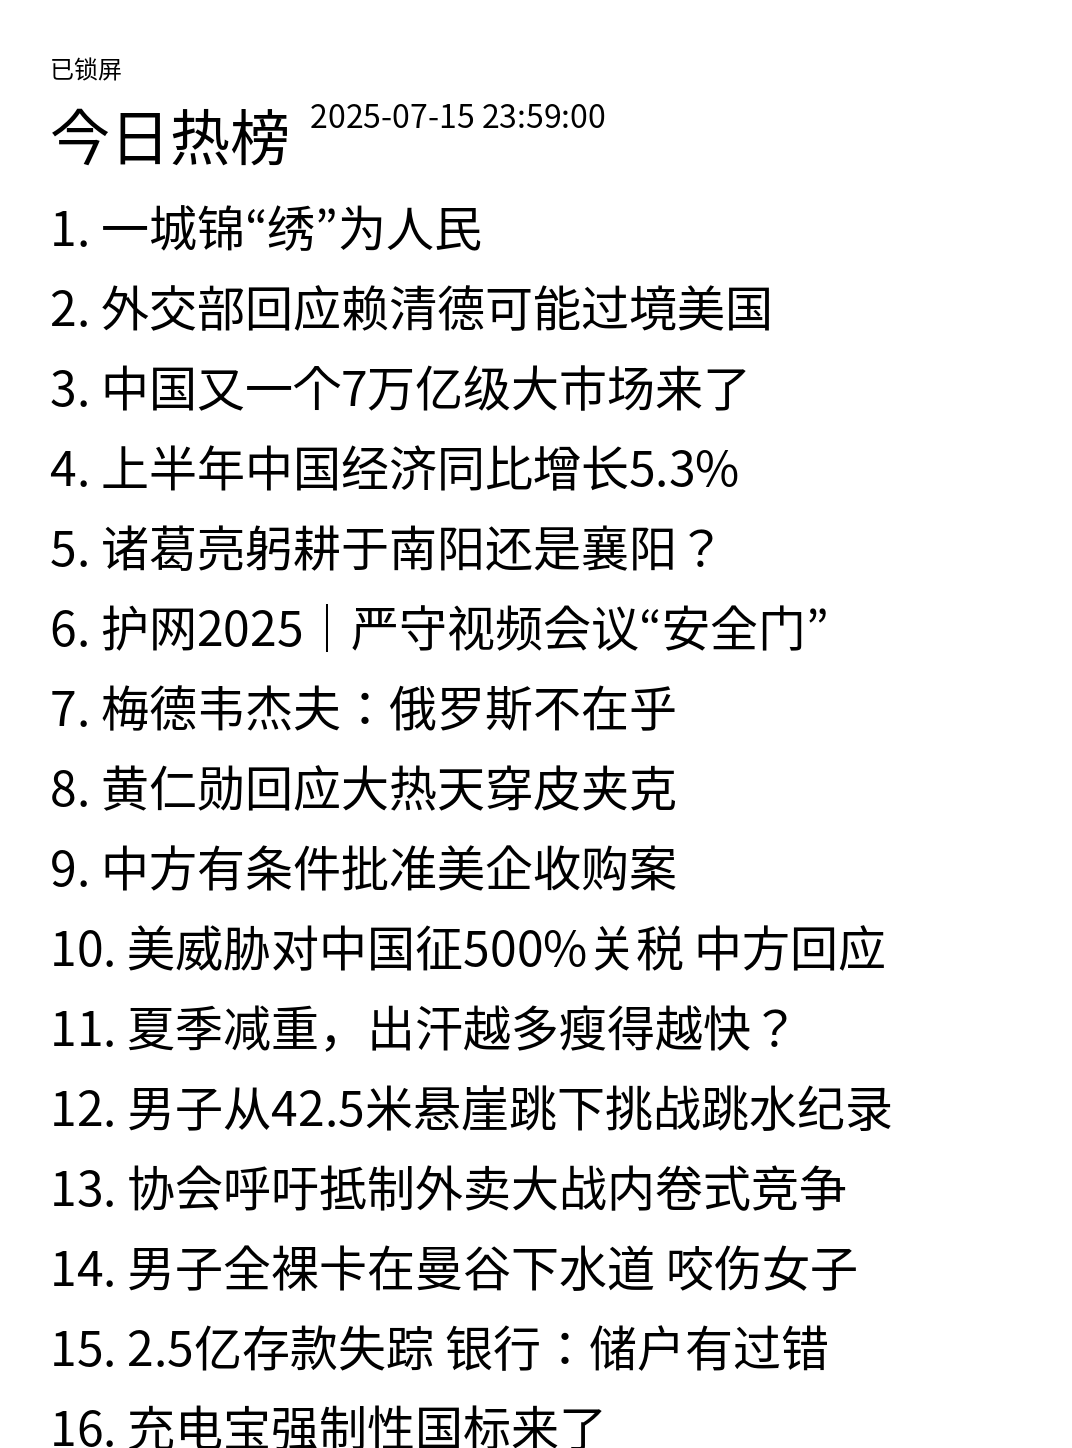 已锁屏
今日热榜 2025-07-15 23:59:00
1. 一城锦“绣”为人民
2. 外交部回应赖清德可能过境美国
3. 中国又一个7万亿级大市场来了
4. 上半年中国经济同比增长5.3%
5. 诸葛亮躬耕于南阳还是襄阳？
6. 护网2025｜严守视频会议“安全门”
7. 梅德韦杰夫：俄罗斯不在乎
8. 黄仁勋回应大热天穿皮夹克
9. 中方有条件批准美企收购案
10. 美威胁对中国征500%关税 中方回应
11. 夏季减重，出汗越多瘦得越快？
12. 男子从42.5米悬崖跳下挑战跳水纪录
13. 协会呼吁抵制外卖大战内卷式竞争
14. 男子全裸卡在曼谷下水道 咬伤女子
15. 2.5亿存款失踪 银行：储户有过错
16. 充电宝强制性国标来了